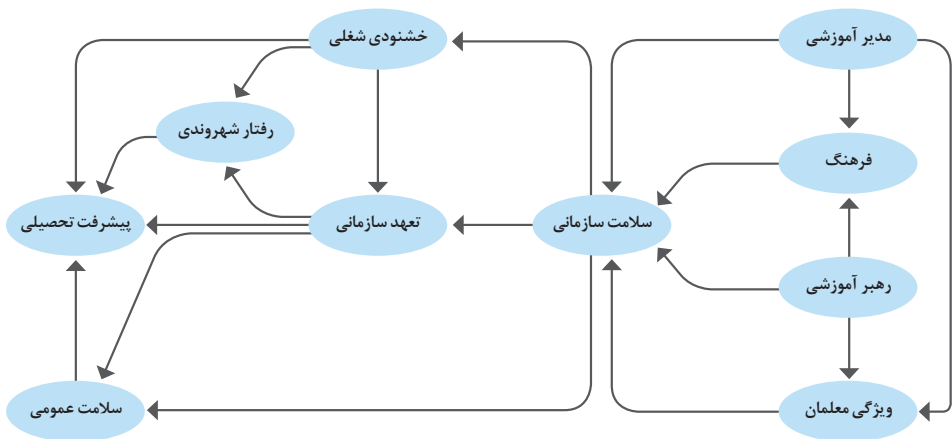 مدیر آموزشی
خشنودی شغلی
رفتار شهروندی
فرهنگ
سلامت سازمانی
تعهد سازمانی
پیشرفت تحصیلی
رهبر آموزشی
ویژگی معلمان
سلامت عمومی